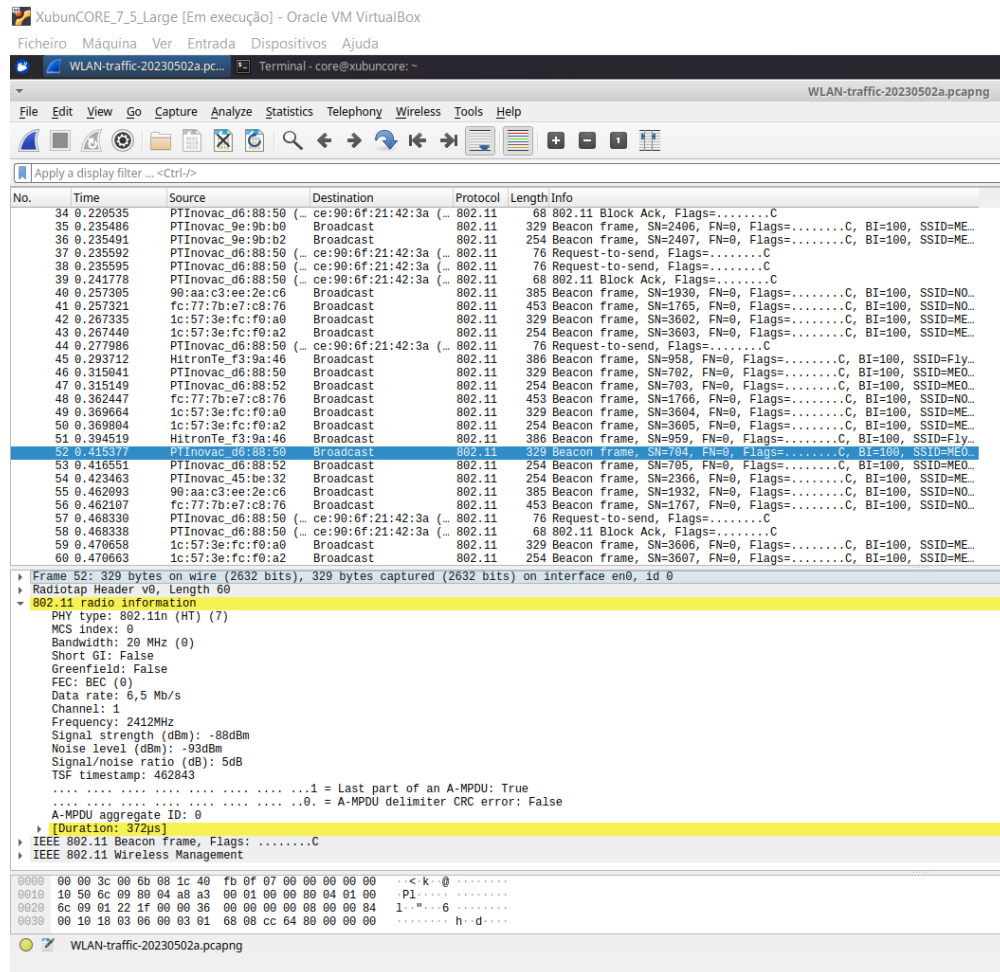 XubunCORE_7_5_Large [Em execução] - Oracle VM VirtualBox
Ficheiro Máquina Ver Entrada Dispositivos Ajuda
WLAN-traffic-20230502a.pc... Terminal - core@xubuncore: ~
WLAN-traffic-20230502a.pcapng
File Edit View Go Capture Analyze Statistics Telephony Wireless Tools Help
Apply a display filter ... <Ctrl-/>
No. Time Source Destination Protocol Length Info
34 0.220535 PTInovac_d6:88:50 (… ce:90:6f:21:42:3a (… 802.11 68 802.11 Block Ack, Flags=........C
35 0.235486 PTInovac_9e:9b:b0 Broadcast 802.11 329 Beacon frame, SN=2406, FN=0, Flags=........C, BI=100, SSID=ME…
36 0.235491 PTInovac_9e:9b:b2 Broadcast 802.11 254 Beacon frame, SN=2407, FN=0, Flags=........C, BI=100, SSID=ME…
37 0.235592 PTInovac_d6:88:50 (… ce:90:6f:21:42:3a (… 802.11 76 Request-to-send, Flags=........C
38 0.235595 PTInovac_d6:88:50 (… ce:90:6f:21:42:3a (… 802.11 76 Request-to-send, Flags=........C
39 0.241778 PTInovac_d6:88:50 (… ce:90:6f:21:42:3a (… 802.11 68 802.11 Block Ack, Flags=........C
40 0.257305 90:aa:c3:ee:2e:c6 Broadcast 802.11 385 Beacon frame, SN=1930, FN=0, Flags=........C, BI=100, SSID=NO…
41 0.257321 fc:77:7b:e7:c8:76 Broadcast 802.11 453 Beacon frame, SN=1765, FN=0, Flags=........C, BI=100, SSID=NO…
42 0.267335 1c:57:3e:fc:f0:a0 Broadcast 802.11 329 Beacon frame, SN=3602, FN=0, Flags=........C, BI=100, SSID=ME…
43 0.267440 1c:57:3e:fc:f0:a2 Broadcast 802.11 254 Beacon frame, SN=3603, FN=0, Flags=........C, BI=100, SSID=ME…
44 0.277986 PTInovac_d6:88:50 (… ce:90:6f:21:42:3a (… 802.11 76 Request-to-send, Flags=........C
45 0.293712 HitronTe_f3:9a:46 Broadcast 802.11 386 Beacon frame, SN=958, FN=0, Flags=........C, BI=100, SSID=Fly…
46 0.315041 PTInovac_d6:88:50 Broadcast 802.11 329 Beacon frame, SN=702, FN=0, Flags=........C, BI=100, SSID=MEO…
47 0.315149 PTInovac_d6:88:52 Broadcast 802.11 254 Beacon frame, SN=703, FN=0, Flags=........C, BI=100, SSID=MEO…
48 0.362447 fc:77:7b:e7:c8:76 Broadcast 802.11 453 Beacon frame, SN=1766, FN=0, Flags=........C, BI=100, SSID=NO…
49 0.369664 1c:57:3e:fc:f0:a0 Broadcast 802.11 329 Beacon frame, SN=3604, FN=0, Flags=........C, BI=100, SSID=ME…
50 0.369804 1c:57:3e:fc:f0:a2 Broadcast 802.11 254 Beacon frame, SN=3605, FN=0, Flags=........C, BI=100, SSID=ME…
51 0.394519 HitronTe_f3:9a:46 Broadcast 802.11 386 Beacon frame, SN=959, FN=0, Flags=........C, BI=100, SSID=Fly…
52 0.415377 PTInovac_d6:88:50 Broadcast 802.11 329 Beacon frame, SN=704, FN=0, Flags=........C, BI=100, SSID=MEO…
53 0.416551 PTInovac_d6:88:52 Broadcast 802.11 254 Beacon frame, SN=705, FN=0, Flags=........C, BI=100, SSID=MEO…
54 0.423463 PTInovac_45:be:32 Broadcast 802.11 254 Beacon frame, SN=2366, FN=0, Flags=........C, BI=100, SSID=ME…
55 0.462093 90:aa:c3:ee:2e:c6 Broadcast 802.11 385 Beacon frame, SN=1932, FN=0, Flags=........C, BI=100, SSID=NO…
56 0.462107 fc:77:7b:e7:c8:76 Broadcast 802.11 453 Beacon frame, SN=1767, FN=0, Flags=........C, BI=100, SSID=NO…
57 0.468330 PTInovac_d6:88:50 (… ce:90:6f:21:42:3a (… 802.11 76 Request-to-send, Flags=........C
58 0.468338 PTInovac_d6:88:50 (… ce:90:6f:21:42:3a (… 802.11 68 802.11 Block Ack, Flags=........C
59 0.470658 1c:57:3e:fc:f0:a0 Broadcast 802.11 329 Beacon frame, SN=3606, FN=0, Flags=........C, BI=100, SSID=ME…
60 0.470663 1c:57:3e:fc:f0:a2 Broadcast 802.11 254 Beacon frame, SN=3607, FN=0, Flags=........C, BI=100, SSID=ME…
Frame 52: 329 bytes on wire (2632 bits), 329 bytes captured (2632 bits) on interface en0, id 0
Radiotap Header v0, Length 60
802.11 radio information
PHY type: 802.11n (HT) (7)
MCS index: 0
Bandwidth: 20 MHz (0)
Short GI: False
Greenfield: False
FEC: BEC (0)
Data rate: 6,5 Mb/s
Channel: 1
Frequency: 2412MHz
Signal strength (dBm): -88dBm
Noise level (dBm): -93dBm
Signal/noise ratio (dB): 5dB
TSF timestamp: 462843
.... .... .... .... .... .... .... ...1 = Last part of an A-MPDU: True
.... .... .... .... .... .... .... ..0. = A-MPDU delimiter CRC error: False
A-MPDU aggregate ID: 0
[Duration: 372µs]
IEEE 802.11 Beacon frame, Flags: ........C
IEEE 802.11 Wireless Management
0000 00 00 3c 00 6b 08 1c 40 fb 0f 07 00 00 00 00 00 ··<·k··@ ········
0010 10 50 6c 09 80 04 a8 a3 00 01 00 00 80 04 01 00 ·Pl····· ········
0020 6c 09 01 22 1f 00 00 36 00 00 00 00 08 00 00 84 l··"···6 ········
0030 00 10 18 03 06 00 03 01 68 08 cc 64 80 00 00 00 ········ h··d····
WLAN-traffic-20230502a.pcapng